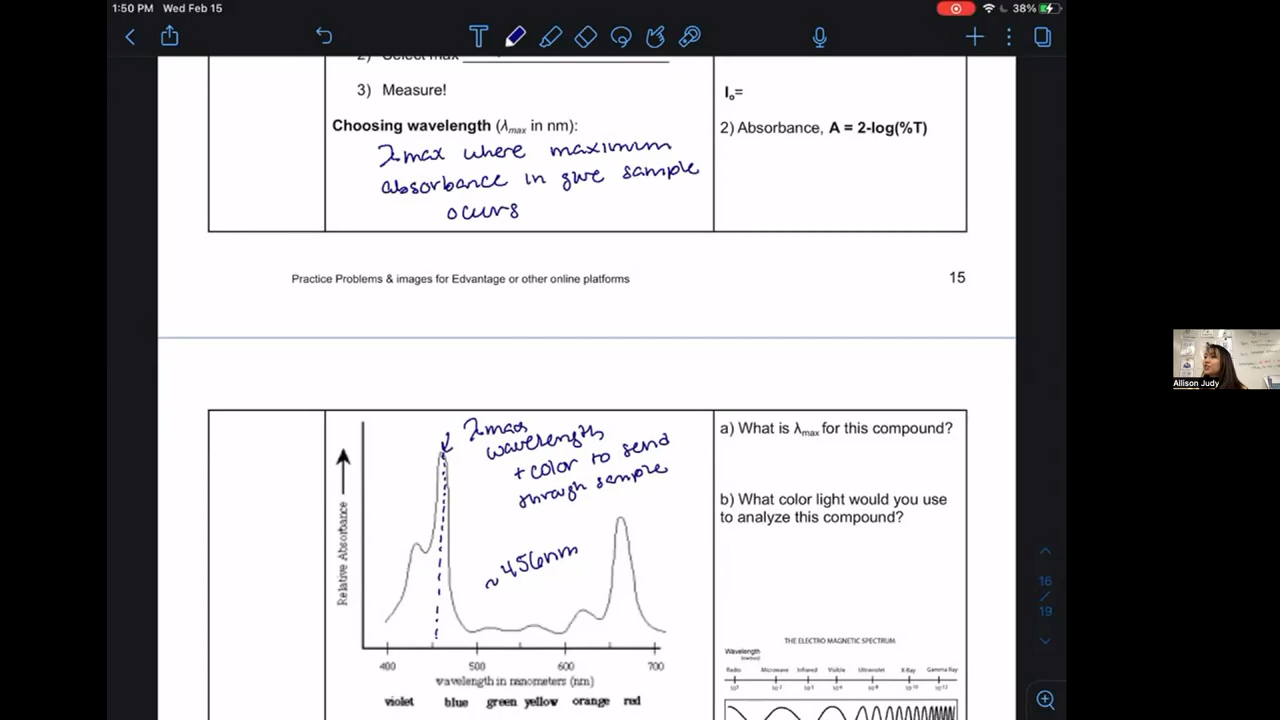 1:50 PM Wed Feb 15
38%
3) Measure!
Choosing wavelength (λmax in nm):
λmax where maximum
absorbance in give sample
occurs
Io=
2) Absorbance, A = 2-log(%T)
Practice Problems & images for Edvantage or other online platforms
15
λmax
wavelength
+ color to send
through sample
~456nm
Relative Absorbance
400 500 600 700
wavelength in nanometers (nm)
violet blue green yellow orange red
a) What is λmax for this compound?
b) What color light would you use
to analyze this compound?
THE ELECTRO MAGNETIC SPECTRUM
Wavelength
Radio Microwave Infrared Visible Ultraviolet X-Ray Gamma Ray
16
/
19
Allison Judy